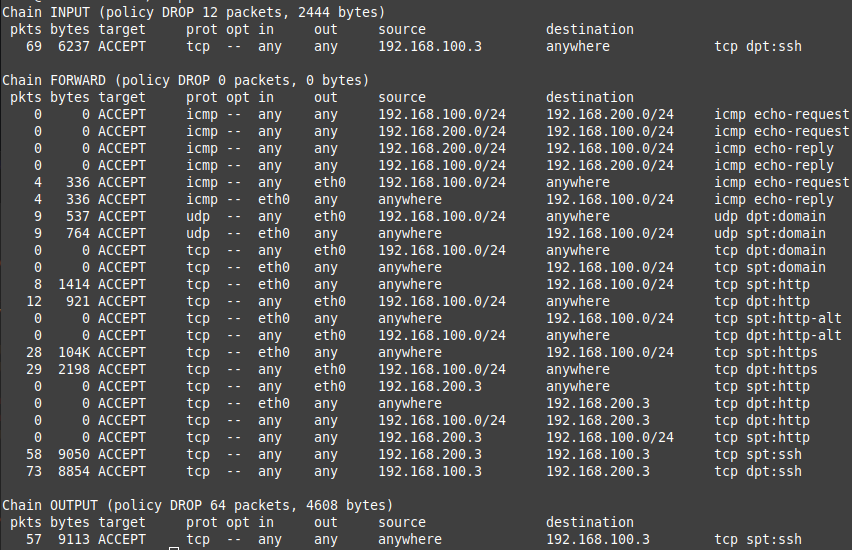 Chain INPUT (policy DROP 12 packets, 2444 bytes)
pkts bytes target prot opt in out source destination
69 6237 ACCEPT tcp -- any any 192.168.100.3 anywhere tcp dpt:ssh
Chain FORWARD (policy DROP 0 packets, 0 bytes)
pkts bytes target prot opt in out source destination
0 0 ACCEPT icmp -- any any 192.168.100.0/24 192.168.200.0/24 icmp echo-request
0 0 ACCEPT icmp -- any any 192.168.200.0/24 192.168.100.0/24 icmp echo-request
0 0 ACCEPT icmp -- any any 192.168.200.0/24 192.168.100.0/24 icmp echo-reply
0 0 ACCEPT icmp -- any any 192.168.100.0/24 192.168.200.0/24 icmp echo-reply
4 336 ACCEPT icmp -- any eth0 192.168.100.0/24 anywhere icmp echo-request
4 336 ACCEPT icmp -- eth0 any anywhere 192.168.100.0/24 icmp echo-reply
9 537 ACCEPT udp -- any eth0 192.168.100.0/24 anywhere udp dpt:domain
9 764 ACCEPT udp -- eth0 any anywhere 192.168.100.0/24 udp spt:domain
0 0 ACCEPT tcp -- any eth0 192.168.100.0/24 anywhere tcp dpt:domain
0 0 ACCEPT tcp -- eth0 any anywhere 192.168.100.0/24 tcp spt:domain
8 1414 ACCEPT tcp -- eth0 any anywhere 192.168.100.0/24 tcp spt:http
12 921 ACCEPT tcp -- any eth0 192.168.100.0/24 anywhere tcp dpt:http
0 0 ACCEPT tcp -- eth0 any anywhere 192.168.100.0/24 tcp spt:http-alt
0 0 ACCEPT tcp -- any eth0 192.168.100.0/24 anywhere tcp dpt:http-alt
28 104K ACCEPT tcp -- eth0 any anywhere 192.168.100.0/24 tcp spt:https
29 2198 ACCEPT tcp -- any eth0 192.168.100.0/24 anywhere tcp dpt:https
0 0 ACCEPT tcp -- any eth0 192.168.200.3 anywhere tcp spt:http
0 0 ACCEPT tcp -- eth0 any anywhere 192.168.200.3 tcp dpt:http
0 0 ACCEPT tcp -- any any 192.168.100.0/24 192.168.200.3 tcp dpt:http
0 0 ACCEPT tcp -- any any 192.168.200.3 192.168.100.0/24 tcp spt:http
58 9050 ACCEPT tcp -- any any 192.168.200.3 192.168.100.3 tcp spt:ssh
73 8854 ACCEPT tcp -- any any 192.168.100.3 192.168.200.3 tcp dpt:ssh
Chain OUTPUT (policy DROP 64 packets, 4608 bytes)
pkts bytes target prot opt in out source destination
57 9113 ACCEPT tcp -- any any anywhere 192.168.100.3 tcp spt:ssh